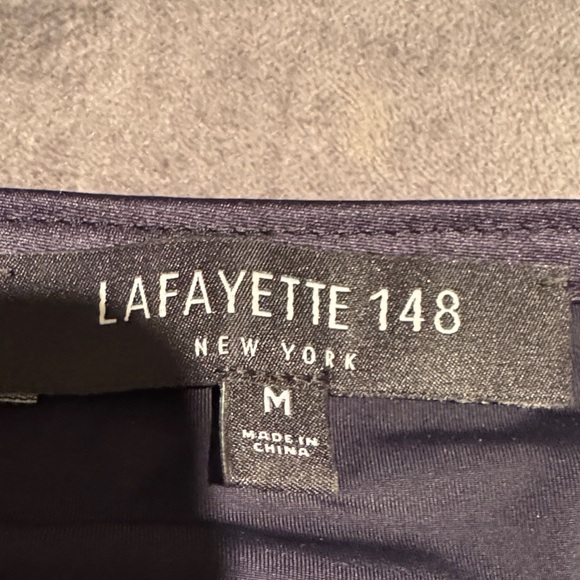 LAFAYETTE 148
NEW YORK
M
MADE IN
CHINA